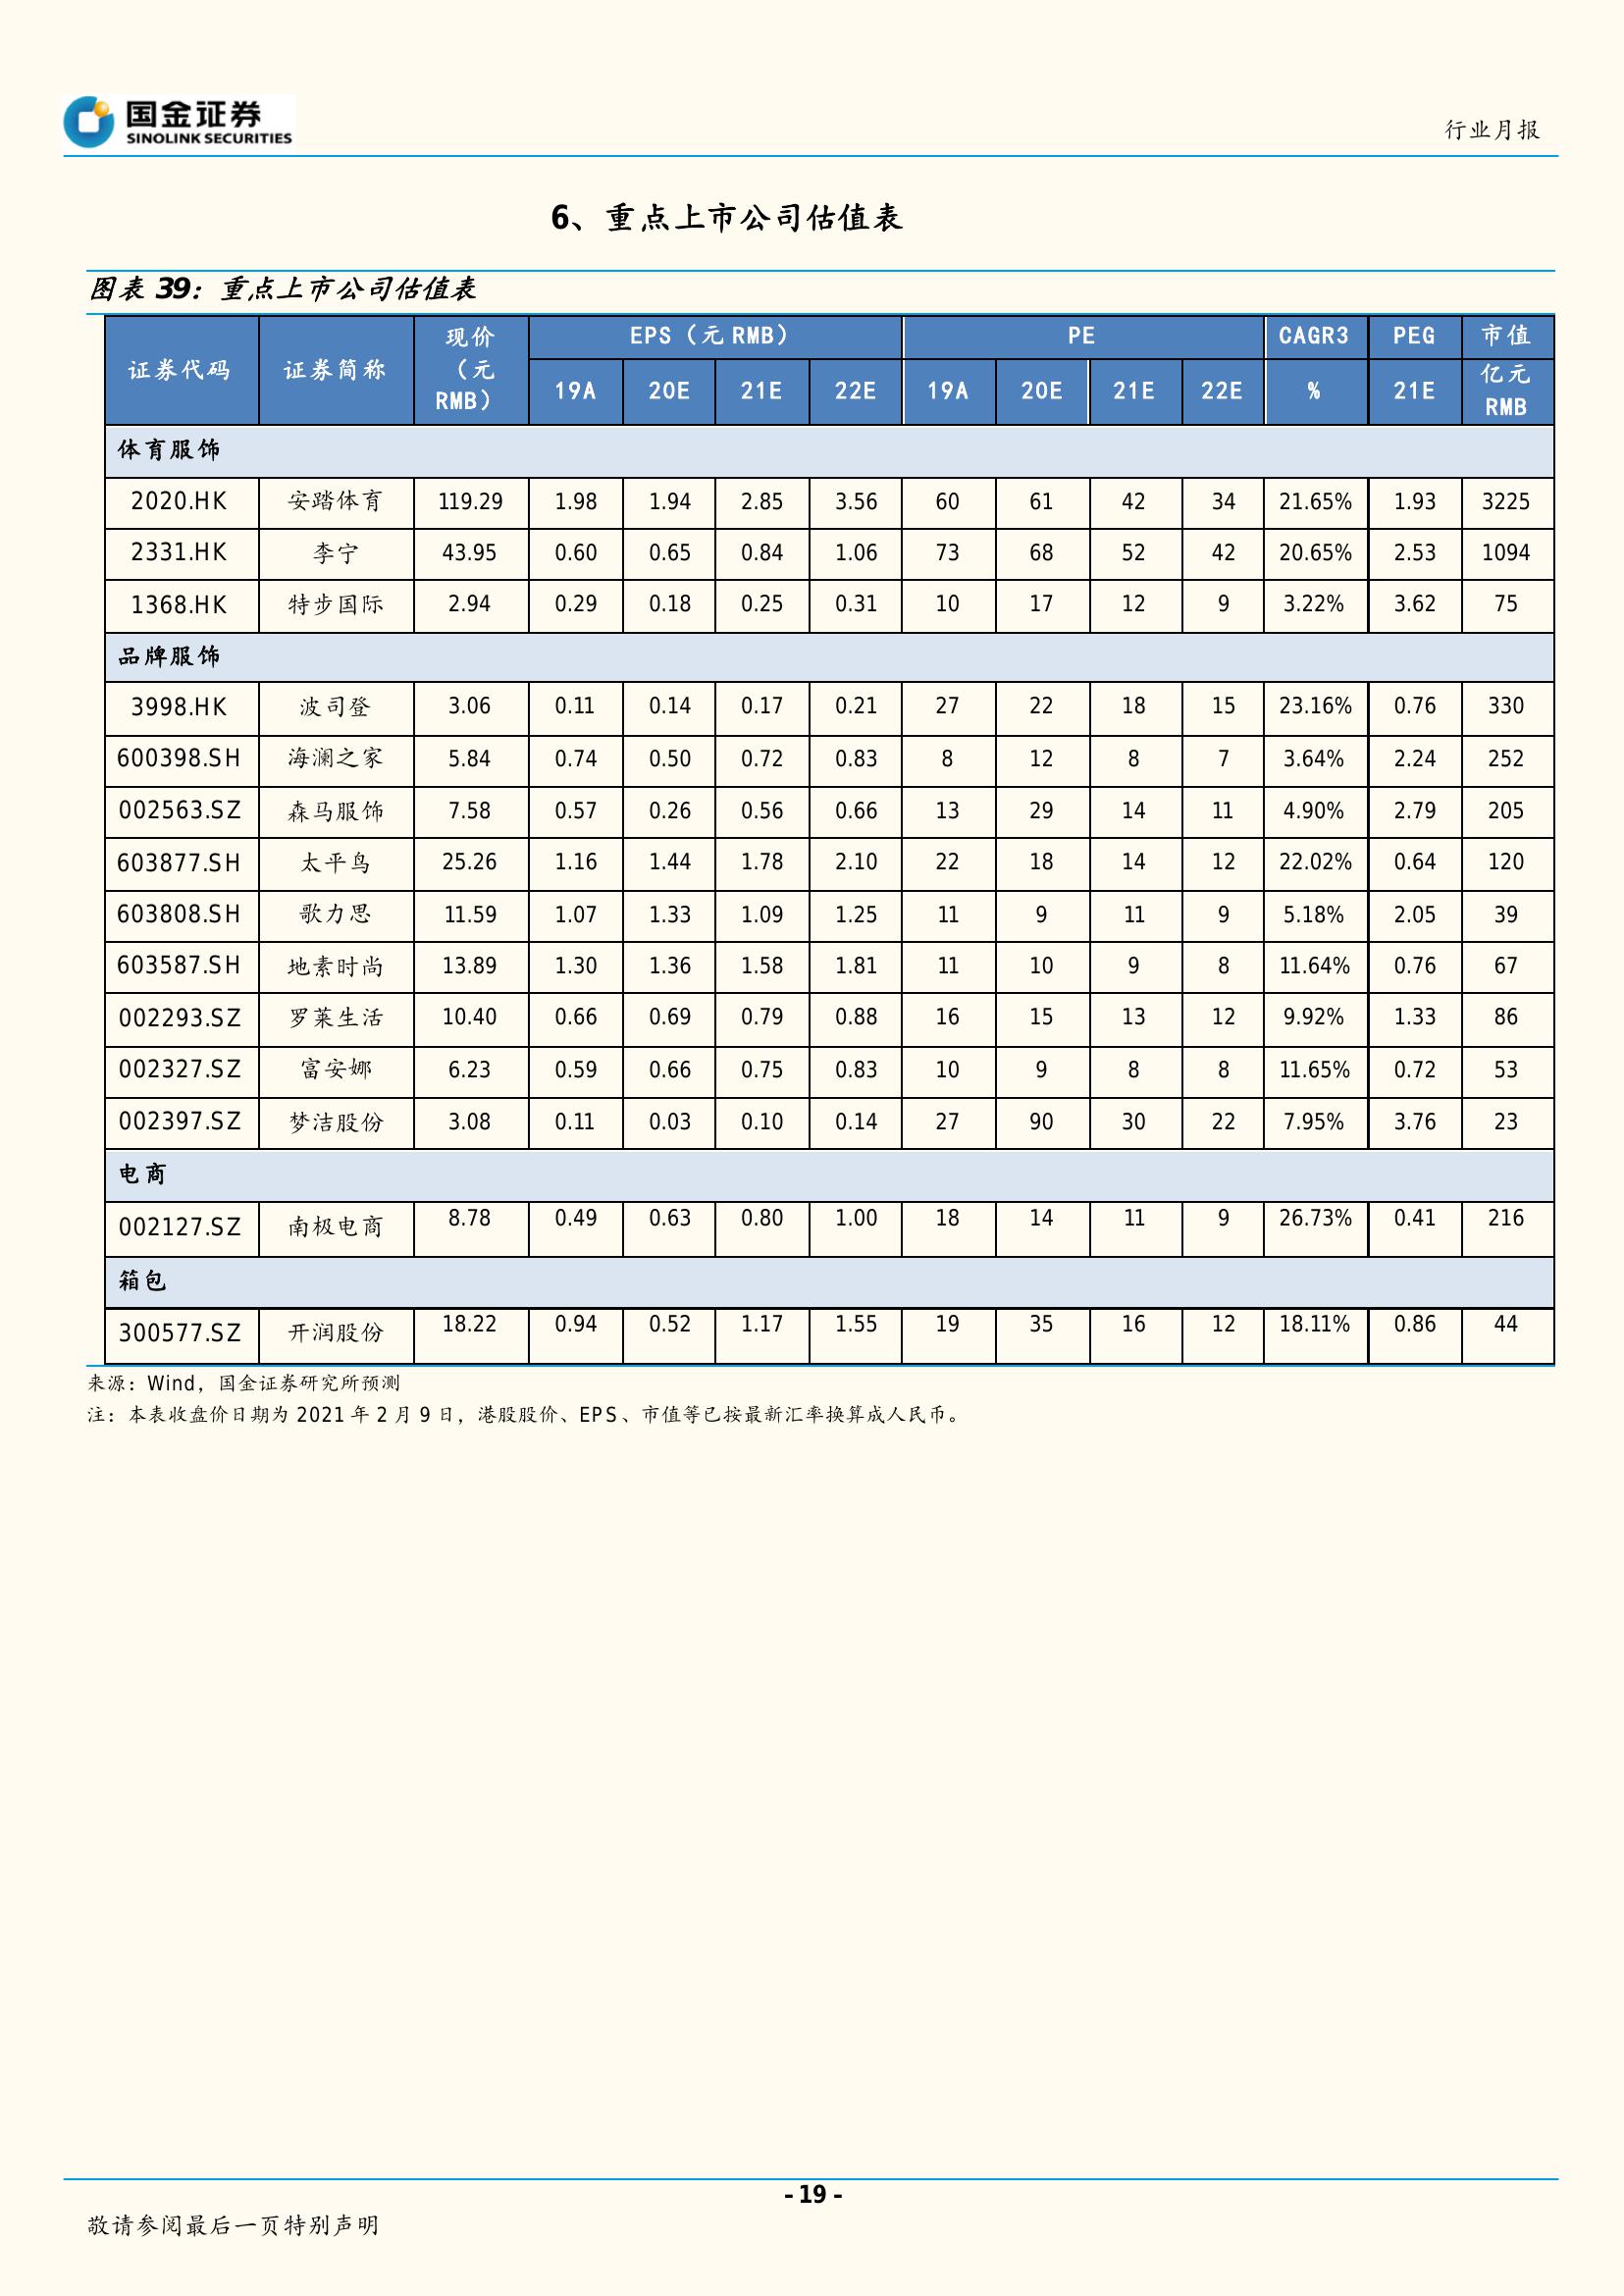 国金证券
SINOLINK SECURITIES
行业月报
6、重点上市公司估值表
图表 39：重点上市公司估值表
证券代码 证券简称 现价（元 RMB） EPS（元 RMB） PE CAGR3 PEG 市值
19A 20E 21E 22E 19A 20E 21E 22E % 21E 亿元 RMB
体育服饰
2020.HK 安踏体育 119.29 1.98 1.94 2.85 3.56 60 61 42 34 21.65% 1.93 3225
2331.HK 李宁 43.95 0.60 0.65 0.84 1.06 73 68 52 42 20.65% 2.53 1094
1368.HK 特步国际 2.94 0.29 0.18 0.25 0.31 10 17 12 9 3.22% 3.62 75
品牌服饰
3998.HK 波司登 3.06 0.11 0.14 0.17 0.21 27 22 18 15 23.16% 0.76 330
600398.SH 海澜之家 5.84 0.74 0.50 0.72 0.83 8 12 8 7 3.64% 2.24 252
002563.SZ 森马服饰 7.58 0.57 0.26 0.56 0.66 13 29 14 11 4.90% 2.79 205
603877.SH 太平鸟 25.26 1.16 1.44 1.78 2.10 22 18 14 12 22.02% 0.64 120
603808.SH 歌力思 11.59 1.07 1.33 1.09 1.25 11 9 11 9 5.18% 2.05 39
603587.SH 地素时尚 13.89 1.30 1.36 1.58 1.81 11 10 9 8 11.64% 0.76 67
002293.SZ 罗莱生活 10.40 0.66 0.69 0.79 0.88 16 15 13 12 9.92% 1.33 86
002327.SZ 富安娜 6.23 0.59 0.66 0.75 0.83 10 9 8 8 11.65% 0.72 53
002397.SZ 梦洁股份 3.08 0.11 0.03 0.10 0.14 27 90 30 22 7.95% 3.76 23
电商
002127.SZ 南极电商 8.78 0.49 0.63 0.80 1.00 18 14 11 9 26.73% 0.41 216
箱包
300577.SZ 开润股份 18.22 0.94 0.52 1.17 1.55 19 35 16 12 18.11% 0.86 44
来源：Wind，国金证券研究所预测
注：本表收盘价日期为 2021 年 2 月 9 日，港股股价、EPS、市值等已按最新汇率换算成人民币。
- 19 -
敬请参阅最后一页特别声明